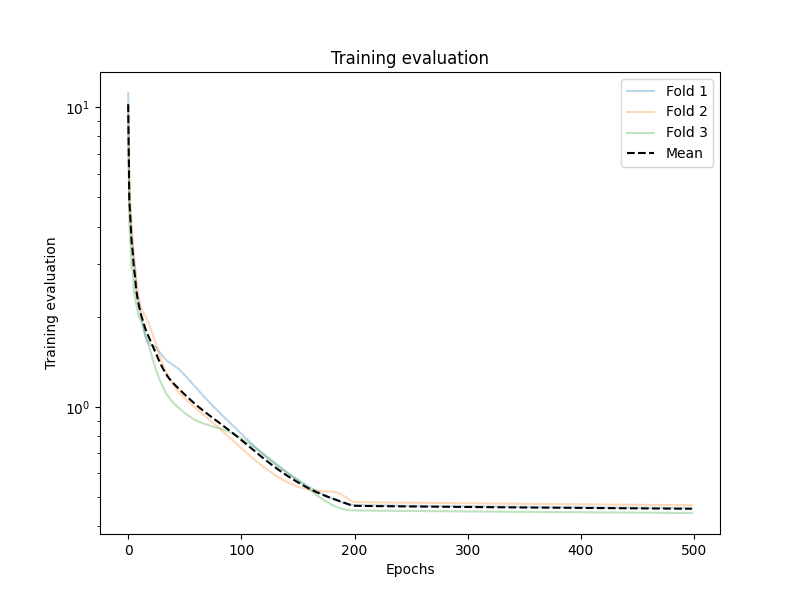 Training evaluation
Fold 1
Fold 2
Fold 3
Mean
Training evaluation
10¹
10⁰
0 100 200 300 400 500
Epochs